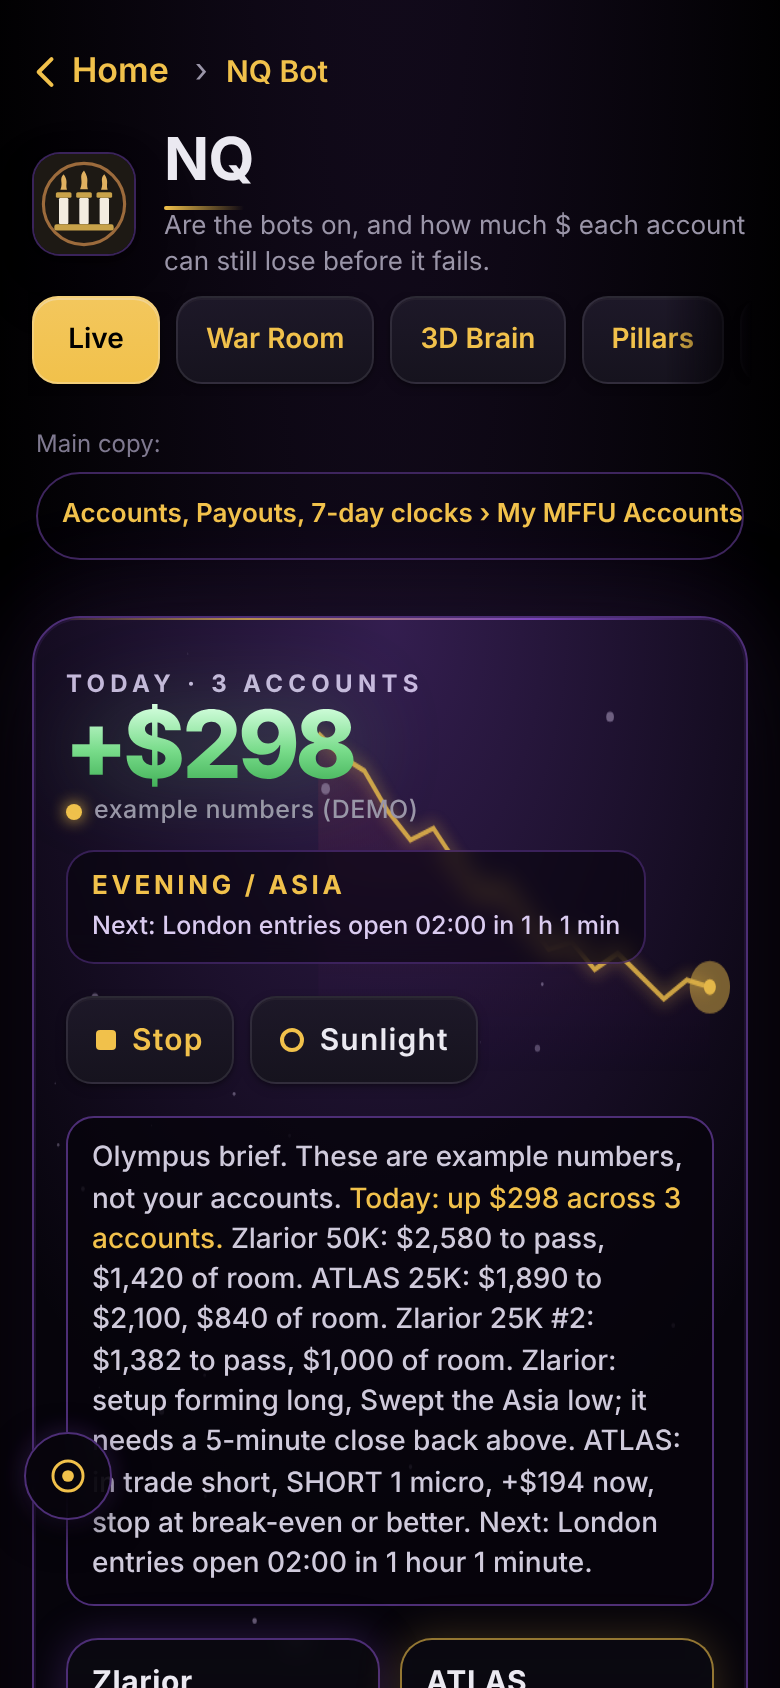 Home › NQ Bot
NQ
Are the bots on, and how much $ each account
can still lose before it fails.
Live
War Room
3D Brain
Pillars
Main copy:
Accounts, Payouts, 7-day clocks › My MFFU Accounts
TODAY · 3 ACCOUNTS
+$298
example numbers (DEMO)
EVENING / ASIA
Next: London entries open 02:00 in 1 h 1 min
Stop
Sunlight
Olympus brief. These are example numbers,
not your accounts. Today: up $298 across 3
accounts. Zlarior 50K: $2,580 to pass,
$1,420 of room. ATLAS 25K: $1,890 to
$2,100, $840 of room. Zlarior 25K #2:
$1,382 to pass, $1,000 of room. Zlarior:
setup forming long, Swept the Asia low; it
needs a 5-minute close back above. ATLAS:
in trade short, SHORT 1 micro, +$194 now,
stop at break-even or better. Next: London
entries open 02:00 in 1 hour 1 minute.
Zlarior
ATLAS